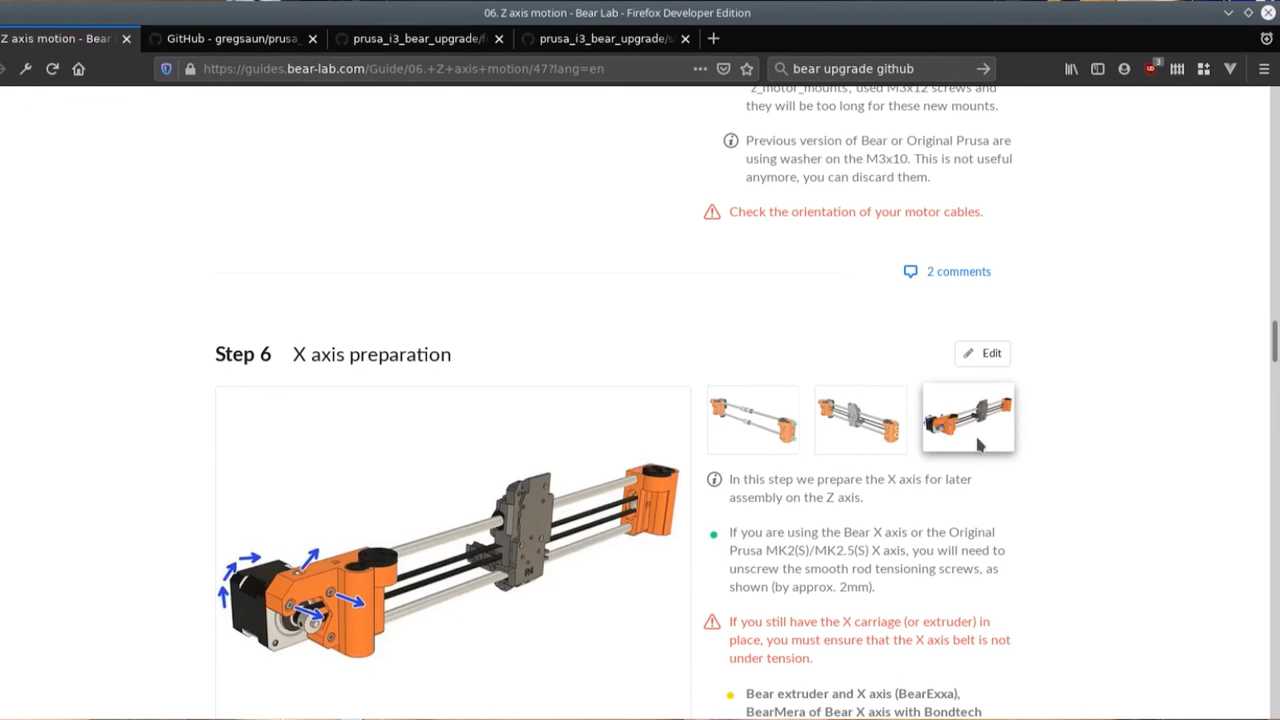 06. Z axis motion - Bear Lab - Firefox Developer Edition
Z axis motion - Bear
GitHub - gregsaun/prusa_
prusa_i3_bear_upgrade/f
prusa_i3_bear_upgrade/s
https://guides.bear-lab.com/Guide/06.+Z+axis+motion/47?lang=en
bear upgrade github
3
'z_motor_mounts', used M3x12 screws and
they will be too long for these new mounts.
Previous version of Bear or Original Prusa are
using washer on the M3x10. This is not useful
anymore, you can discard them.
Check the orientation of your motor cables.
2 comments
Step 6 X axis preparation
Edit
In this step we prepare the X axis for later
assembly on the Z axis.
If you are using the Bear X axis or the Original
Prusa MK2(S)/MK2.5(S) X axis, you will need to
unscrew the smooth rod tensioning screws, as
shown (by approx. 2mm).
If you still have the X carriage (or extruder) in
place, you must ensure that the X axis belt is not
under tension.
Bear extruder and X axis (BearExxa),
BearMera of Bear X axis with Bondtech